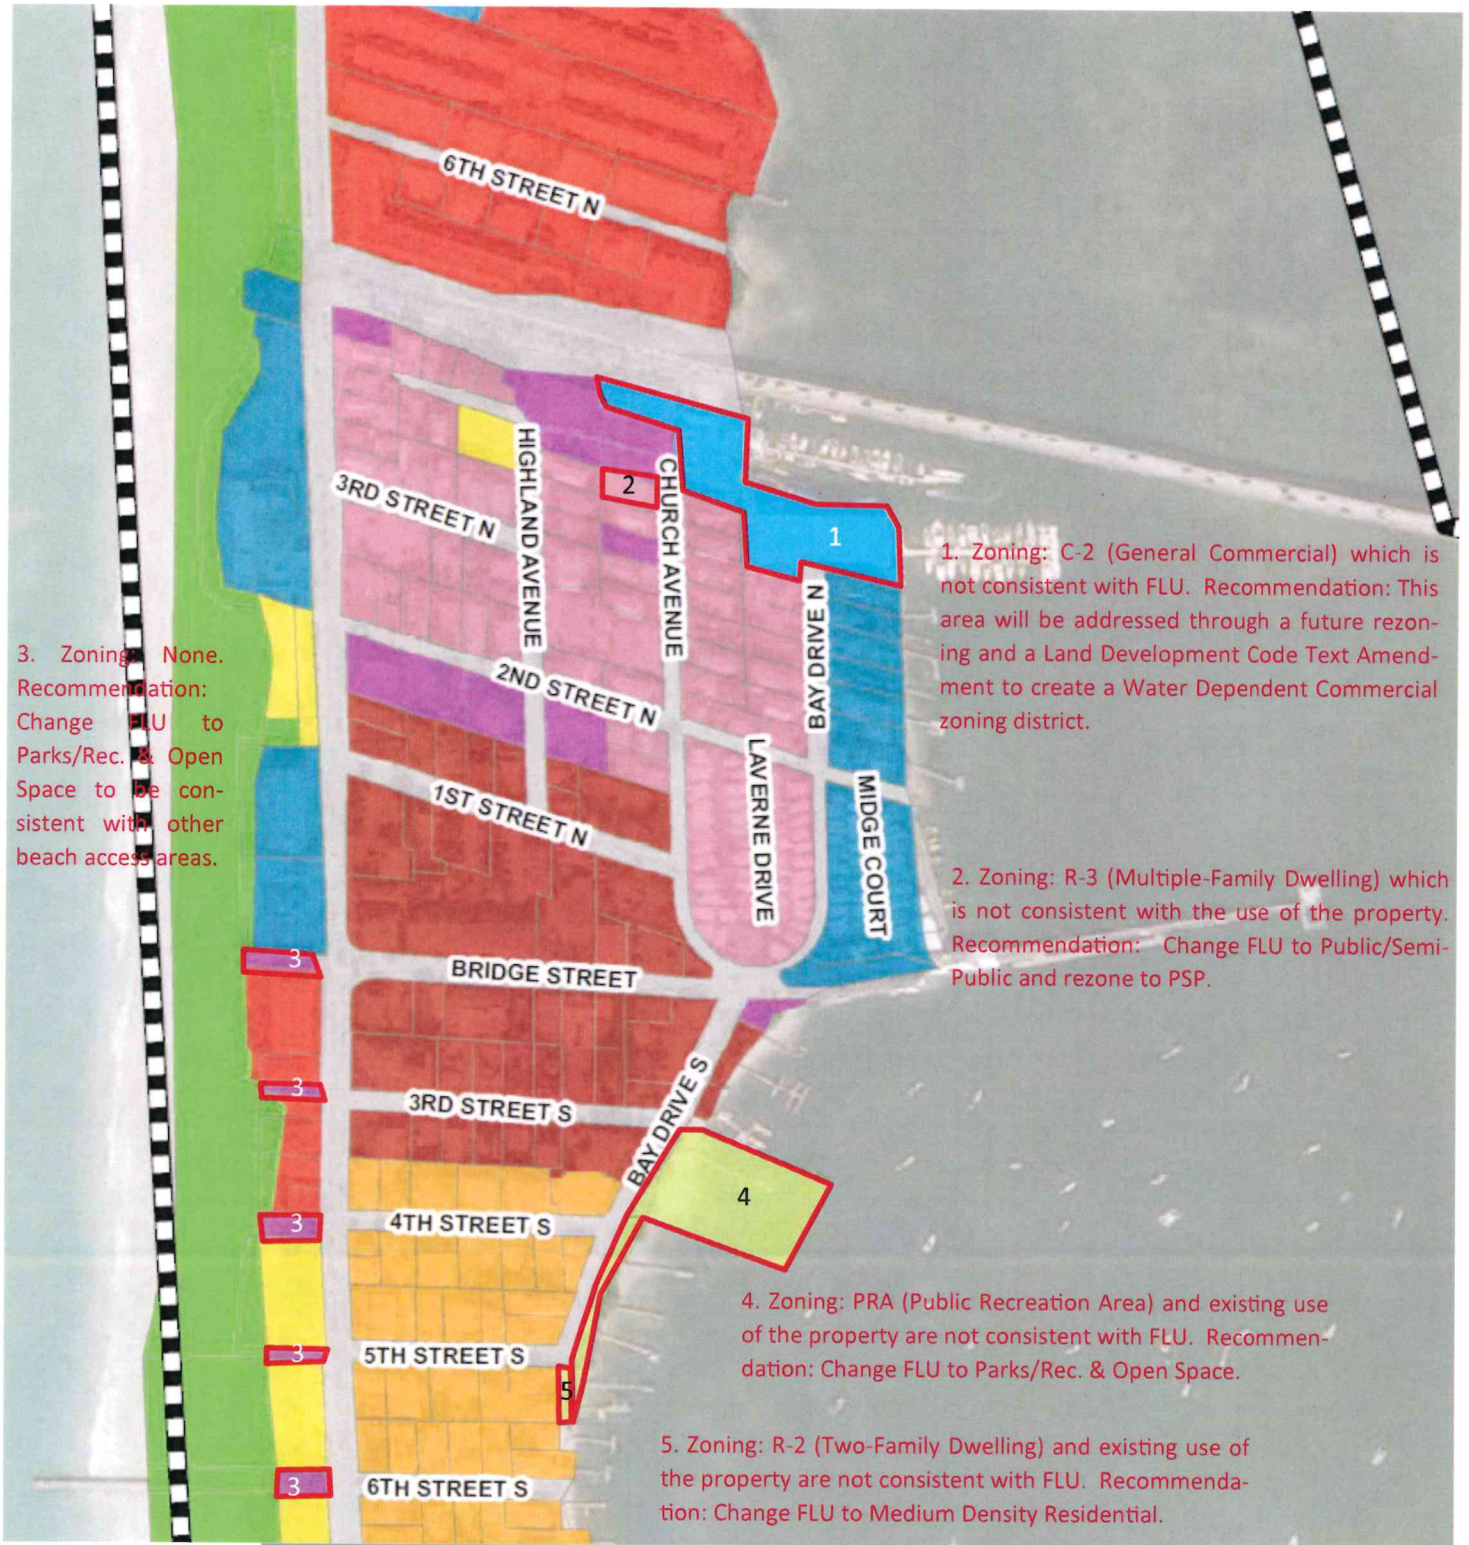 6TH STREET N
HIGHLAND AVENUE
CHURCH AVENUE
2
3RD STREET N
1
1. Zoning: C-2 (General Commercial) which is
not consistent with FLU. Recommendation: This
area will be addressed through a future rezon-
ing and a Land Development Code Text Amend-
ment to create a Water Dependent Commercial
zoning district.
BAY DRIVE N
3. Zoning: None.
Recommendation:
Change FLU to
Parks/Rec. & Open
Space to be con-
sistent with other
beach access areas.
2ND STREET N
LAVERNE DRIVE
MIDGE COURT
1ST STREET N
2. Zoning: R-3 (Multiple-Family Dwelling) which
is not consistent with the use of the property.
Recommendation: Change FLU to Public/Semi-
Public and rezone to PSP.
3
BRIDGE STREET
3
3RD STREET S
BAY DRIVE S
4
3
4TH STREET S
4. Zoning: PRA (Public Recreation Area) and existing use
of the property are not consistent with FLU. Recommen-
dation: Change FLU to Parks/Rec. & Open Space.
3
5TH STREET S
5
5. Zoning: R-2 (Two-Family Dwelling) and existing use of
the property are not consistent with FLU. Recommenda-
tion: Change FLU to Medium Density Residential.
3
6TH STREET S